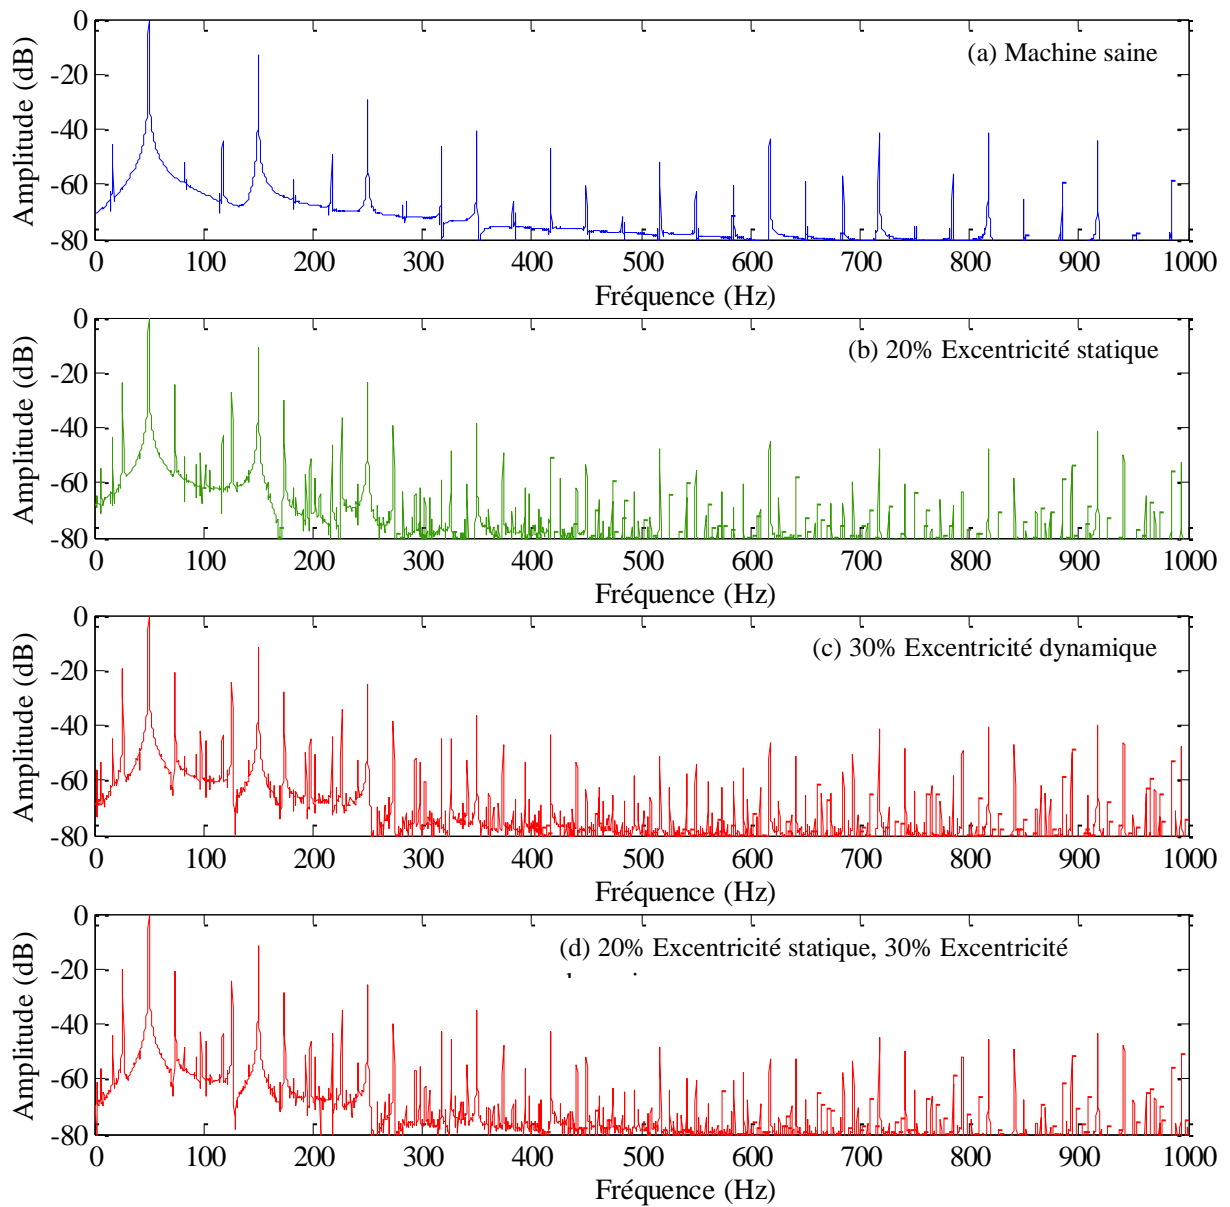 0
-20
-40
-60
-80
Amplitude (dB)
(a) Machine saine
0 100 200 300 400 500 600 700 800 900 1000
Fréquence (Hz)
0
-20
-40
-60
-80
Amplitude (dB)
(b) 20% Excentricité statique
0 100 200 300 400 500 600 700 800 900 1000
Fréquence (Hz)
0
-20
-40
-60
-80
Amplitude (dB)
(c) 30% Excentricité dynamique
0 100 200 300 400 500 600 700 800 900 1000
Fréquence (Hz)
0
-20
-40
-60
-80
Amplitude (dB)
(d) 20% Excentricité statique, 30% Excentricité
0 100 200 300 400 500 600 700 800 900 1000
Fréquence (Hz)